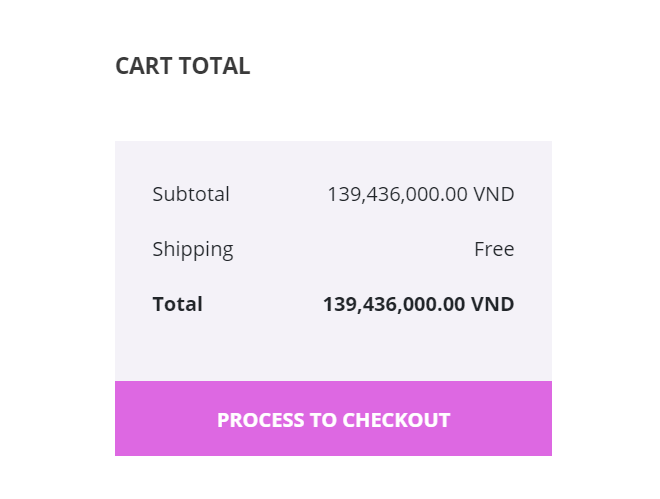 CART TOTAL
Subtotal 139,436,000.00 VND
Shipping Free
Total 139,436,000.00 VND
PROCESS TO CHECKOUT